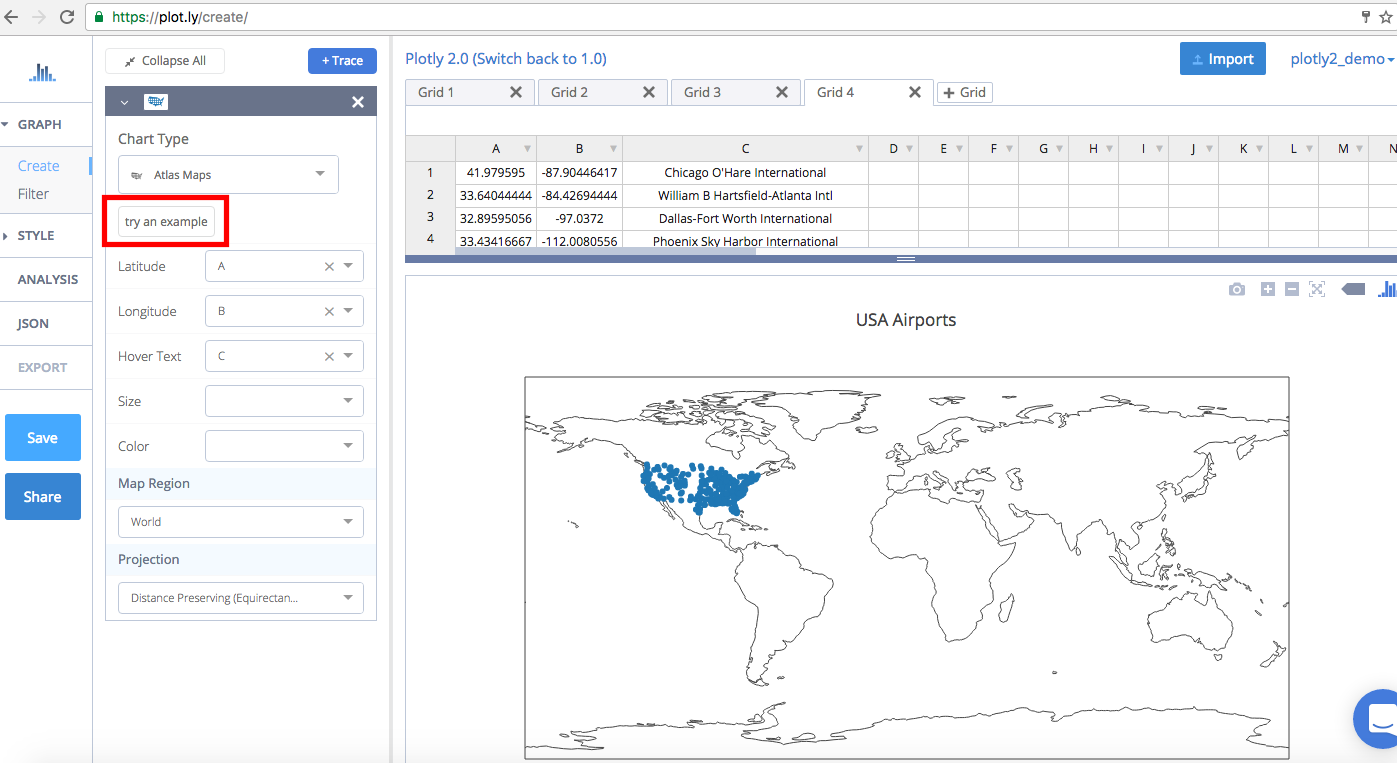 https://plot.ly/create/
Collapse All
+ Trace
Plotly 2.0 (Switch back to 1.0)
Import
plotly2_demo
GRAPH
Create
Filter
STYLE
ANALYSIS
JSON
EXPORT
Save
Share
Chart Type
Atlas Maps
try an example
Latitude A
Longitude B
Hover Text C
Size
Color
Map Region
World
Projection
Distance Preserving (Equirectan...
Grid 1 Grid 2 Grid 3 Grid 4 + Grid
A B C D E F G H I J K L M N
1 41.979595 -87.90446417 Chicago O'Hare International
2 33.64044444 -84.42694444 William B Hartsfield-Atlanta Intl
3 32.89595056 -97.0372 Dallas-Fort Worth International
4 33.43416667 -112.0080556 Phoenix Sky Harbor International
USA Airports